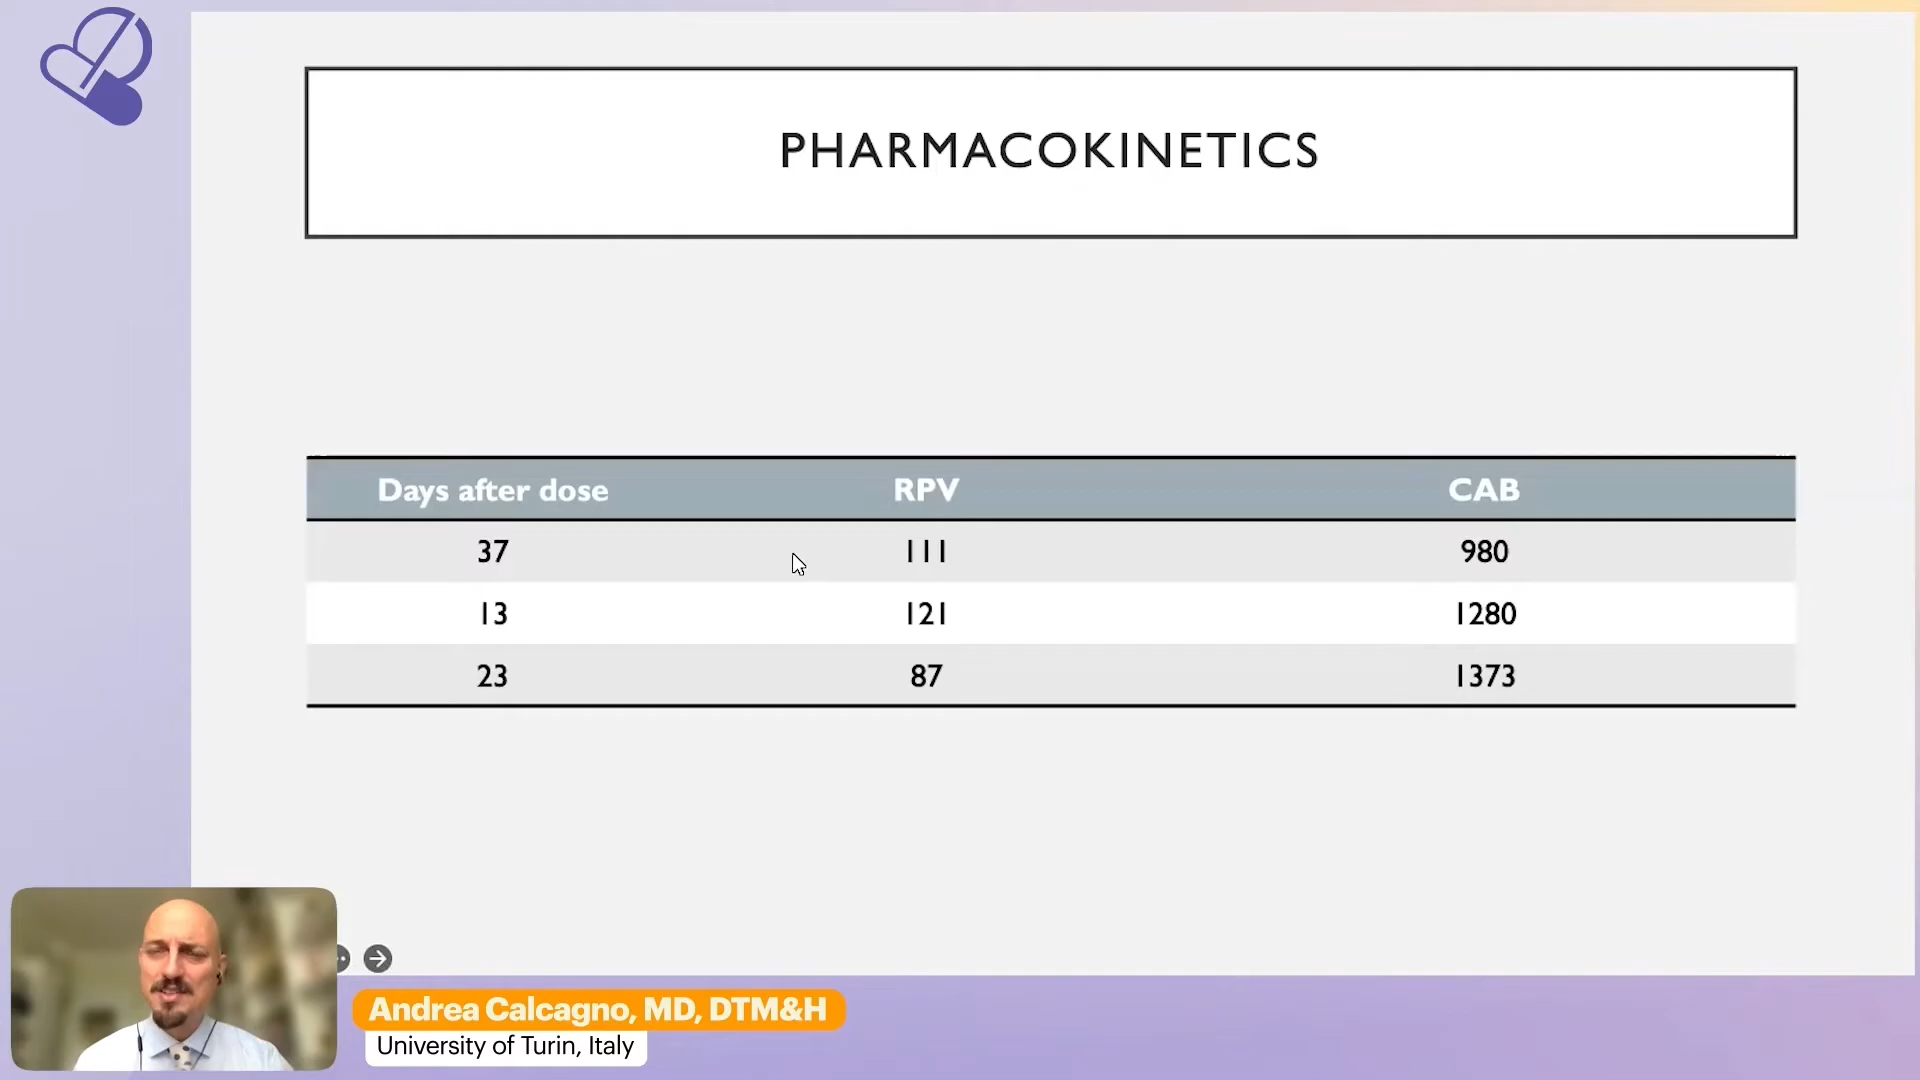 PHARMACOKINETICS
Days after dose RPV CAB
37 111 980
13 121 1280
23 87 1373
Andrea Calcagno, MD, DTM&H
University of Turin, Italy